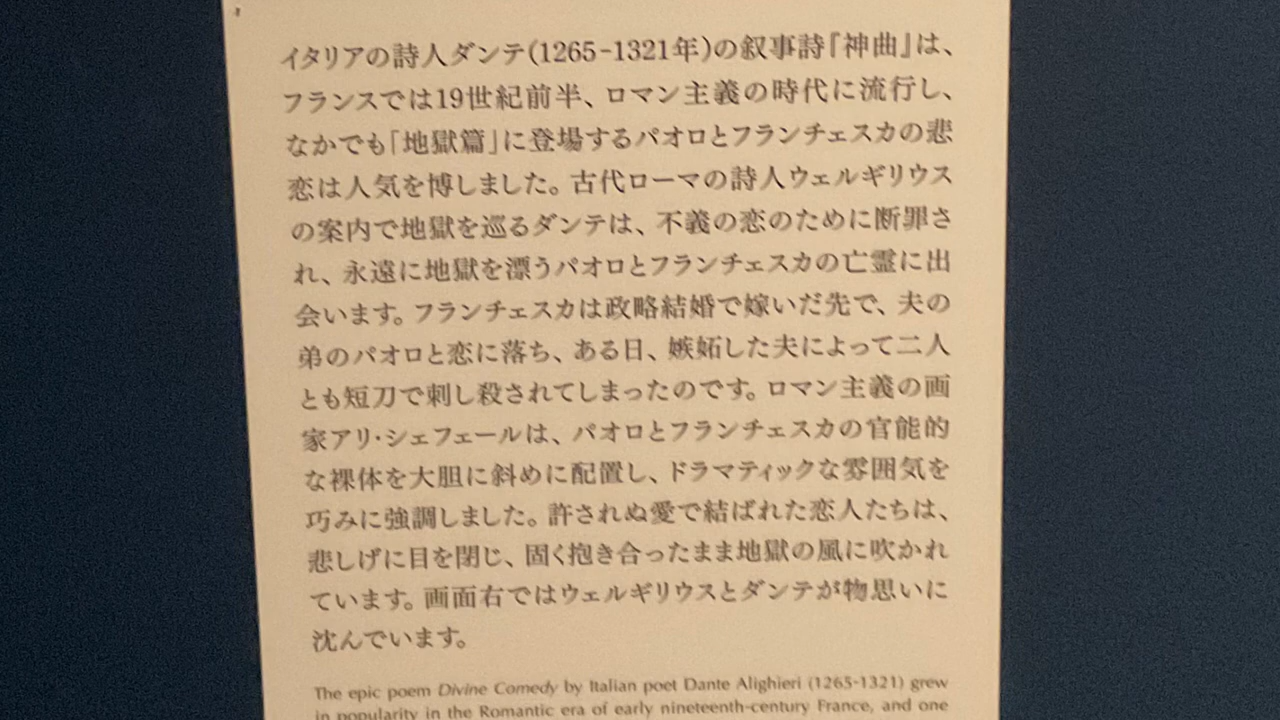 イタリアの詩人ダンテ(1265-1321年)の叙事詩『神曲』は、
フランスでは19世紀前半、ロマン主義の時代に流行し、
なかでも「地獄篇」に登場するパオロとフランチェスカの悲
恋は人気を博しました。古代ローマの詩人ウェルギリウス
の案内で地獄を巡るダンテは、不義の恋のために断罪さ
れ、永遠に地獄を漂うパオロとフランチェスカの亡霊に出
会います。フランチェスカは政略結婚で嫁いだ先で、夫の
弟のパオロと恋に落ち、ある日、嫉妬した夫によって二人
とも短刀で刺し殺されてしまったのです。ロマン主義の画
家アリ・シェフェールは、パオロとフランチェスカの官能的
な裸体を大胆に斜めに配置し、ドラマティックな雰囲気を
巧みに強調しました。許されぬ愛で結ばれた恋人たちは、
悲しげに目を閉じ、固く抱き合ったまま地獄の風に吹かれ
ています。画面右ではウェルギリウスとダンテが物思いに
沈んでいます。
The epic poem Divine Comedy by Italian poet Dante Alighieri (1265-1321) grew
in popularity in the Romantic era of early nineteenth-century France, and one